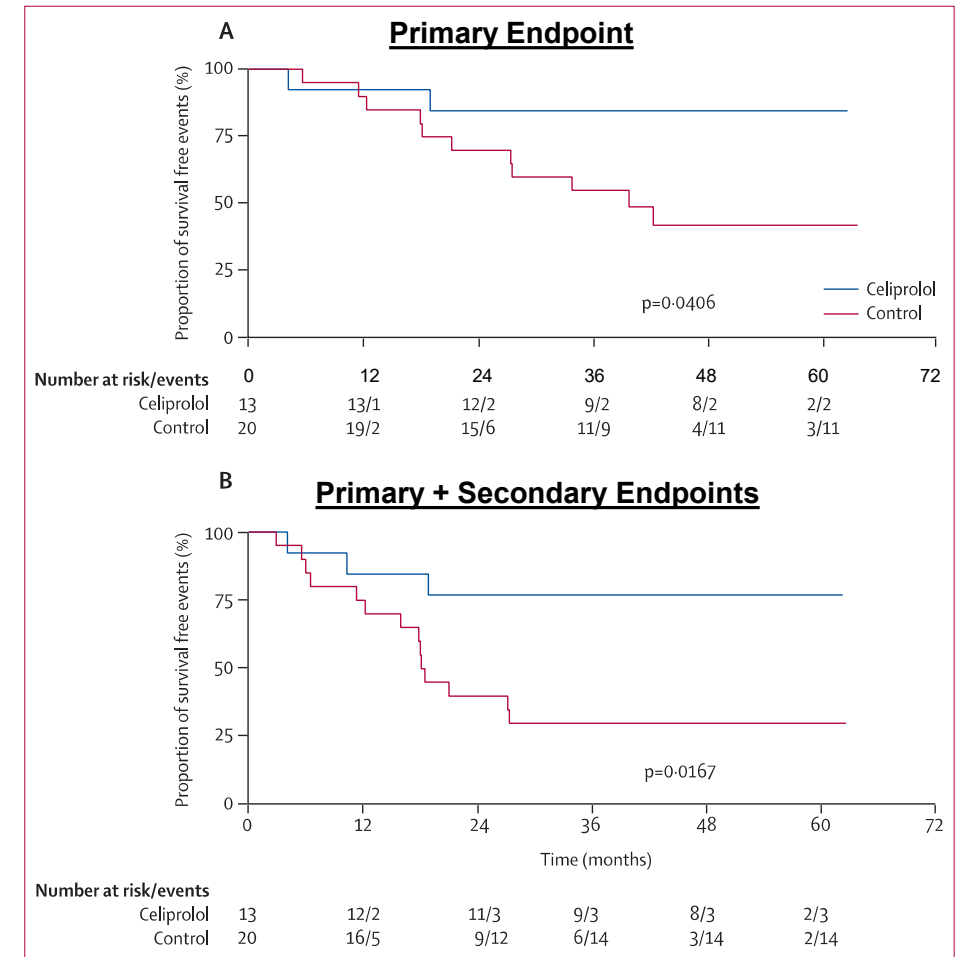 A
Primary Endpoint
Proportion of survival free events (%)
100
75
50
25
0
p=0·0406
Celiprolol
Control
Number at risk/events
0 12 24 36 48 60 72
Celiprolol 13 13/1 12/2 9/2 8/2 2/2
Control 20 19/2 15/6 11/9 4/11 3/11
B
Primary + Secondary Endpoints
Proportion of survival free events (%)
100
75
50
25
0
p=0·0167
0 12 24 36 48 60 72
Time (months)
Number at risk/events
Celiprolol 13 12/2 11/3 9/3 8/3 2/3
Control 20 16/5 9/12 6/14 3/14 2/14